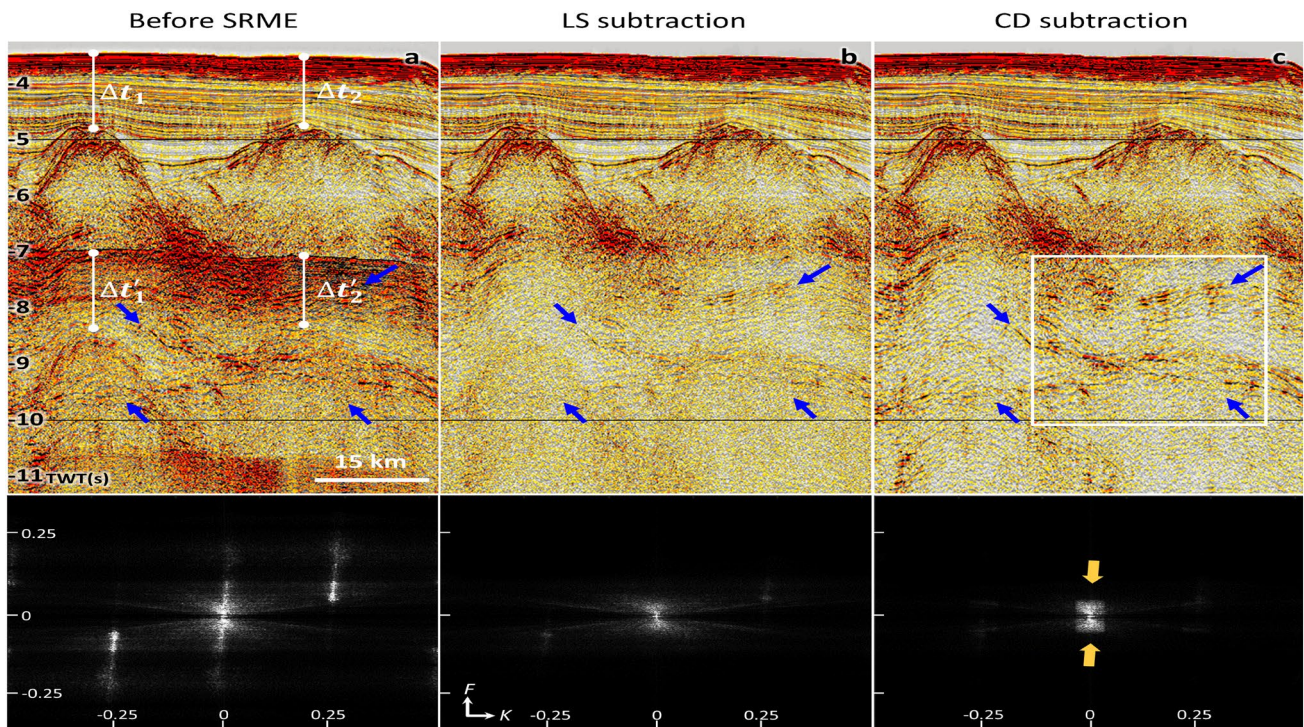 Before SRME
LS subtraction
CD subtraction
a
b
c
-4
Δt₁
Δt₂
-5
-6
-7
Δt′₁
Δt′₂
-8
-9
-10
15 km
-11 TWT(s)
0.25
0
-0.25
F
K
-0.25 0 0.25
-0.25 0 0.25
-0.25 0 0.25